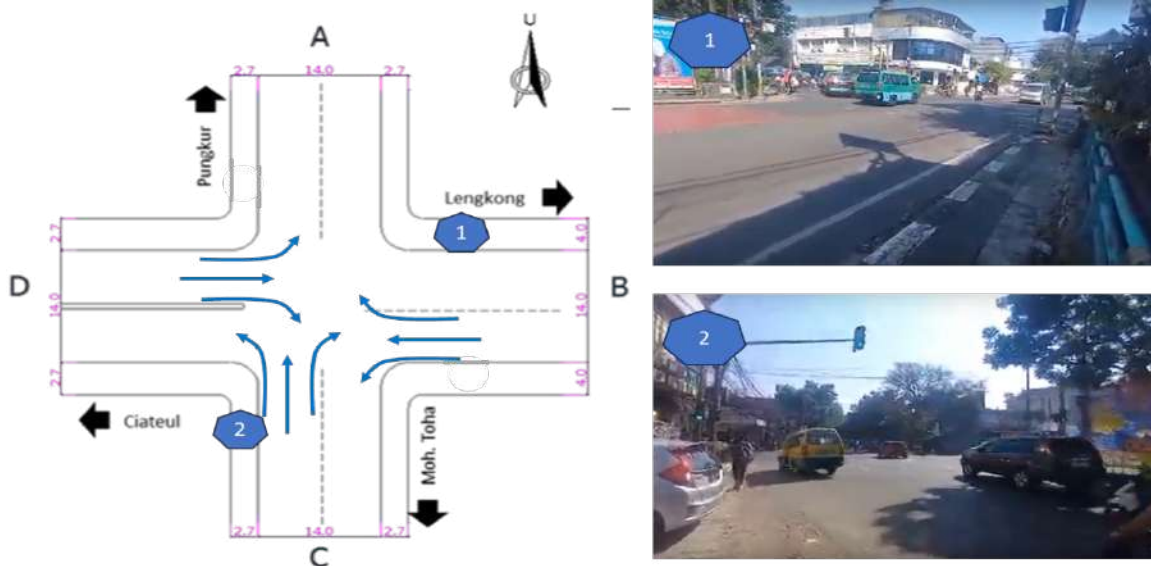 U
A
1
2.7 14.0 2.7
Pungkur
Lengkong
1
2.7
4.0
D
14.0
B
14.0
2
2.7
4.0
Ciateul
2
Moh. Toha
2.7 14.0 2.7
C